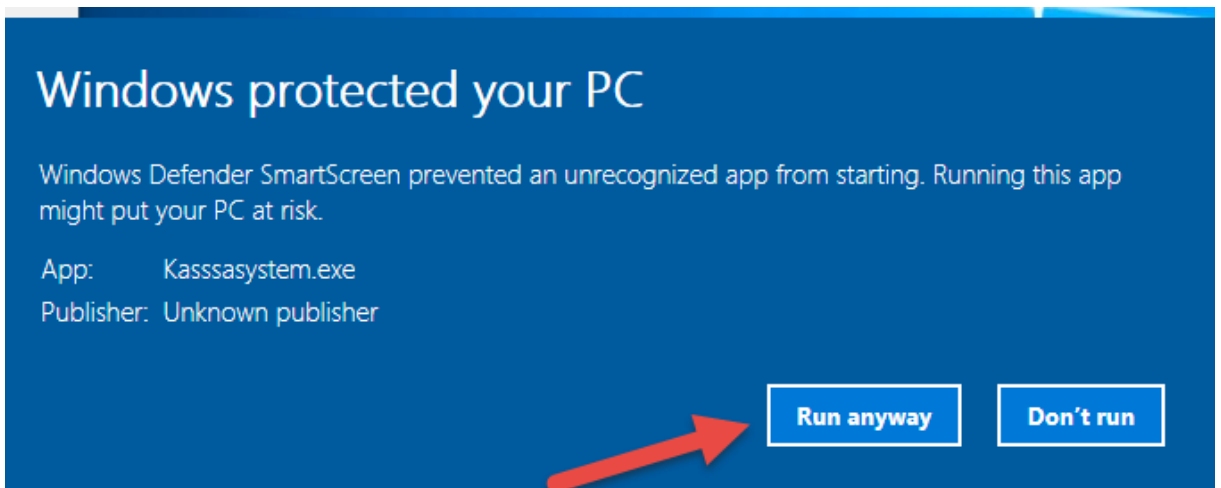 Windows protected your PC
Windows Defender SmartScreen prevented an unrecognized app from starting. Running this app
might put your PC at risk.
App: Kasssasystem.exe
Publisher: Unknown publisher
Run anyway Don't run